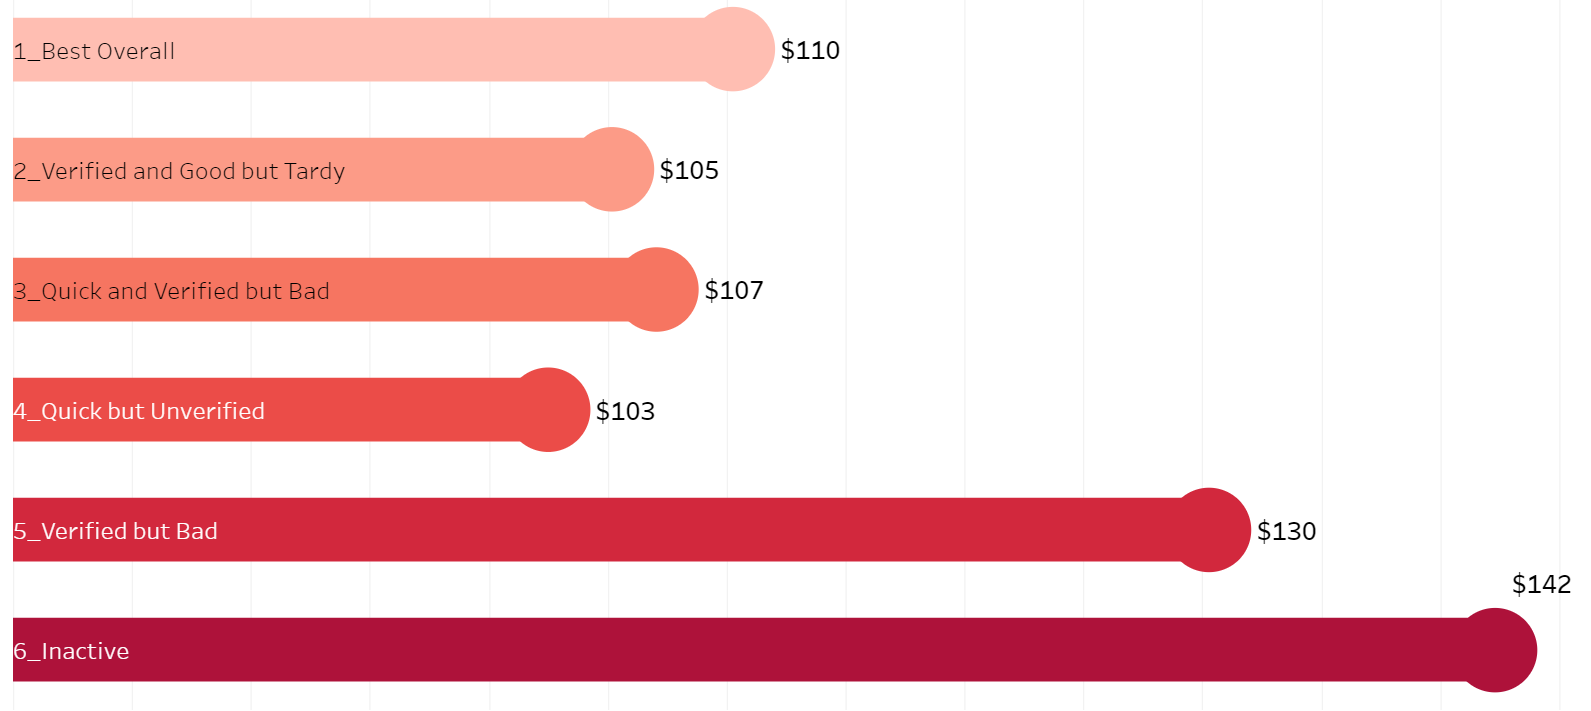 1_Best Overall $110
2_Verified and Good but Tardy $105
3_Quick and Verified but Bad $107
4_Quick but Unverified $103
5_Verified but Bad $130
$142
6_Inactive